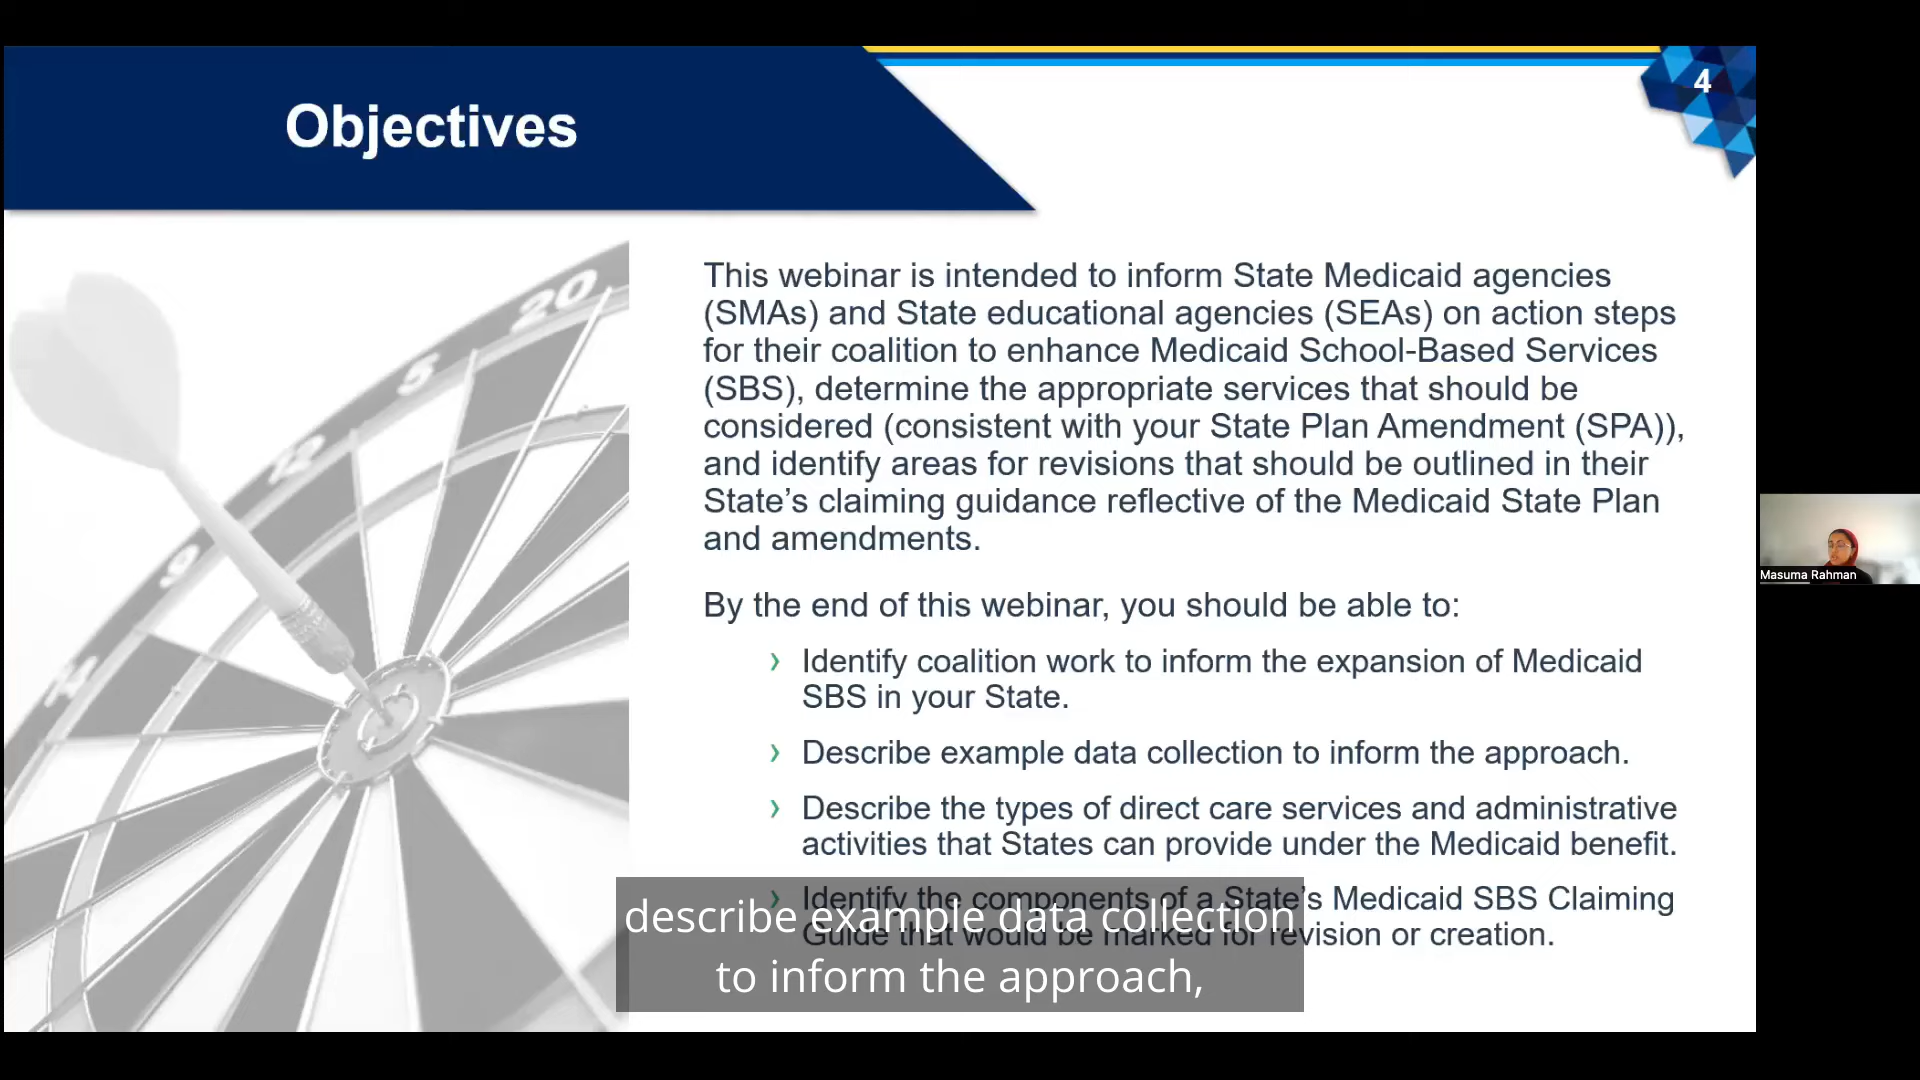 Objectives
4
20
5
12
9
14
This webinar is intended to inform State Medicaid agencies
(SMAs) and State educational agencies (SEAs) on action steps
for their coalition to enhance Medicaid School-Based Services
(SBS), determine the appropriate services that should be
considered (consistent with your State Plan Amendment (SPA)),
and identify areas for revisions that should be outlined in their
State’s claiming guidance reflective of the Medicaid State Plan
and amendments.
By the end of this webinar, you should be able to:
› Identify coalition work to inform the expansion of Medicaid
SBS in your State.
› Describe example data collection to inform the approach.
› Describe the types of direct care services and administrative
activities that States can provide under the Medicaid benefit.
› Identify the components of a State’s Medicaid SBS Claiming
Guide that would be marked for revision or creation.
describe example data collection
to inform the approach,
Masuma Rahman